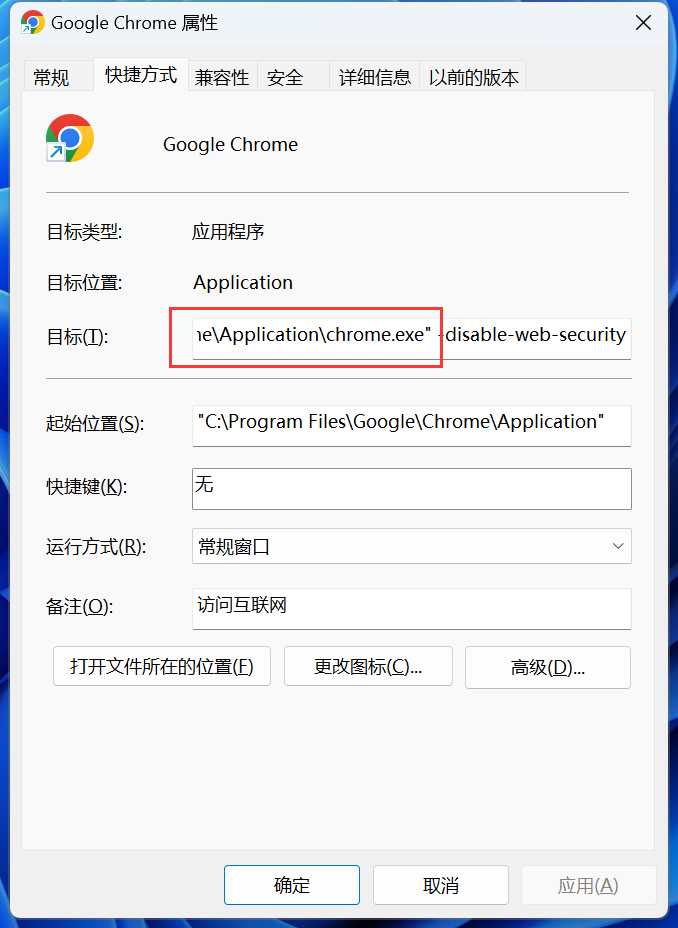 Google Chrome 属性
常规 快捷方式 兼容性 安全 详细信息 以前的版本
Google Chrome
目标类型: 应用程序
目标位置: Application
目标(T): ne\Application\chrome.exe" -disable-web-security
起始位置(S): "C:\Program Files\Google\Chrome\Application"
快捷键(K): 无
运行方式(R): 常规窗口
备注(O): 访问互联网
打开文件所在的位置(F) 更改图标(C)... 高级(D)...
确定 取消 应用(A)